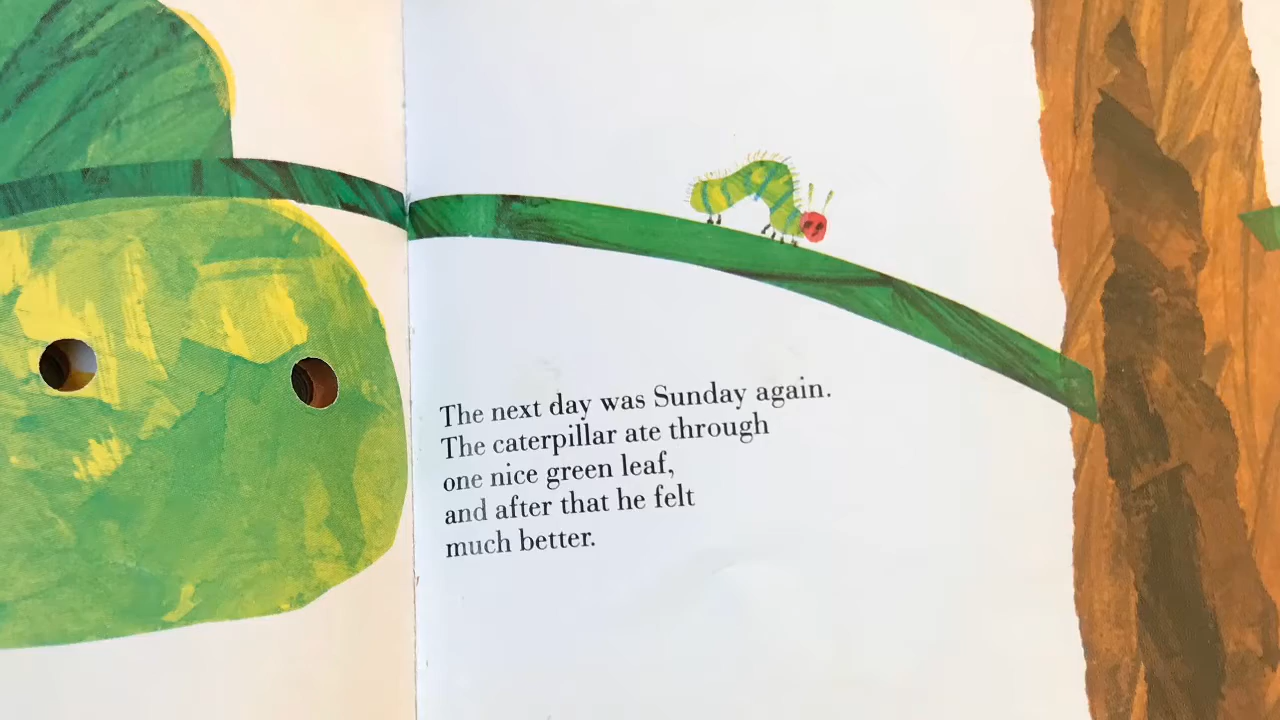 The next day was Sunday again.
The caterpillar ate through
one nice green leaf,
and after that he felt
much better.